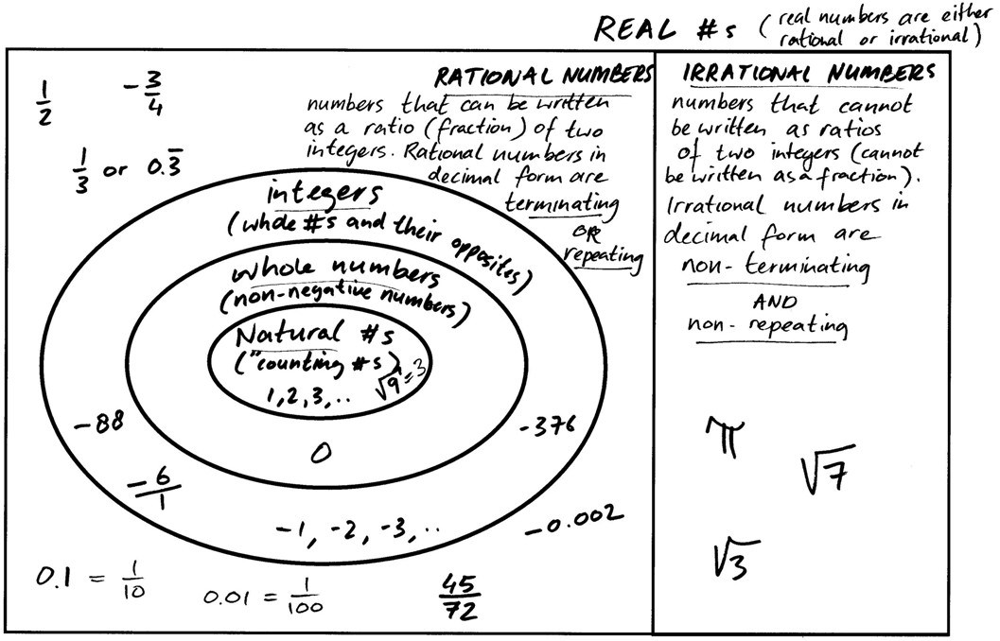 REAL #s (real numbers are either
rational or irrational)
RATIONAL NUMBERS
numbers that can be written
as a ratio (fraction) of two
integers. Rational numbers in
decimal form are
terminating
OR
repeating
1/2
-3/4
1/3 or 0.3̅
integers
(whole #s and their opposites)
whole numbers
(non-negative numbers)
Natural #s
("counting #s)
1, 2, 3, ..
√9 = 3
0
-88
-376
-6/1
-1, -2, -3, ..
-0.002
0.1 = 1/10
0.01 = 1/100
45/72
IRRATIONAL NUMBERS
numbers that cannot
be written as ratios
of two integers (cannot
be written as a fraction).
Irrational numbers in
decimal form are
non-terminating
AND
non-repeating
π
√7
√3